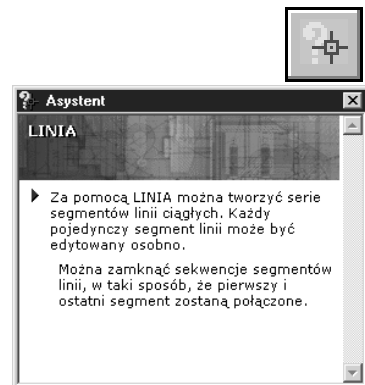 Asystent
LINIA
Za pomocą LINIA można tworzyć serie
segmentów linii ciągłych. Każdy
pojedynczy segment linii może być
edytowany osobno.
Można zamknąć sekwencje segmentów
linii, w taki sposób, że pierwszy i
ostatni segment zostaną połączone.